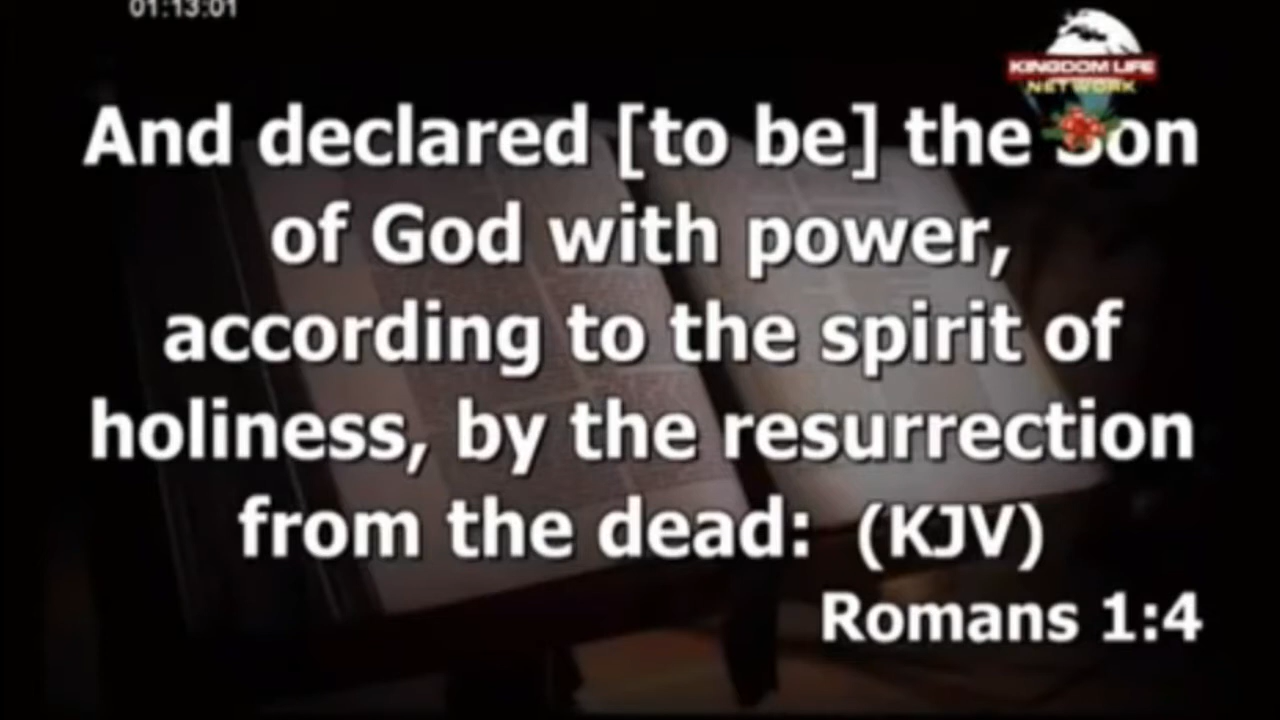 01:13:01
KINGDOM LIFE
NETWORK
And declared [to be] the Son
of God with power,
according to the spirit of
holiness, by the resurrection
from the dead: (KJV)
Romans 1:4